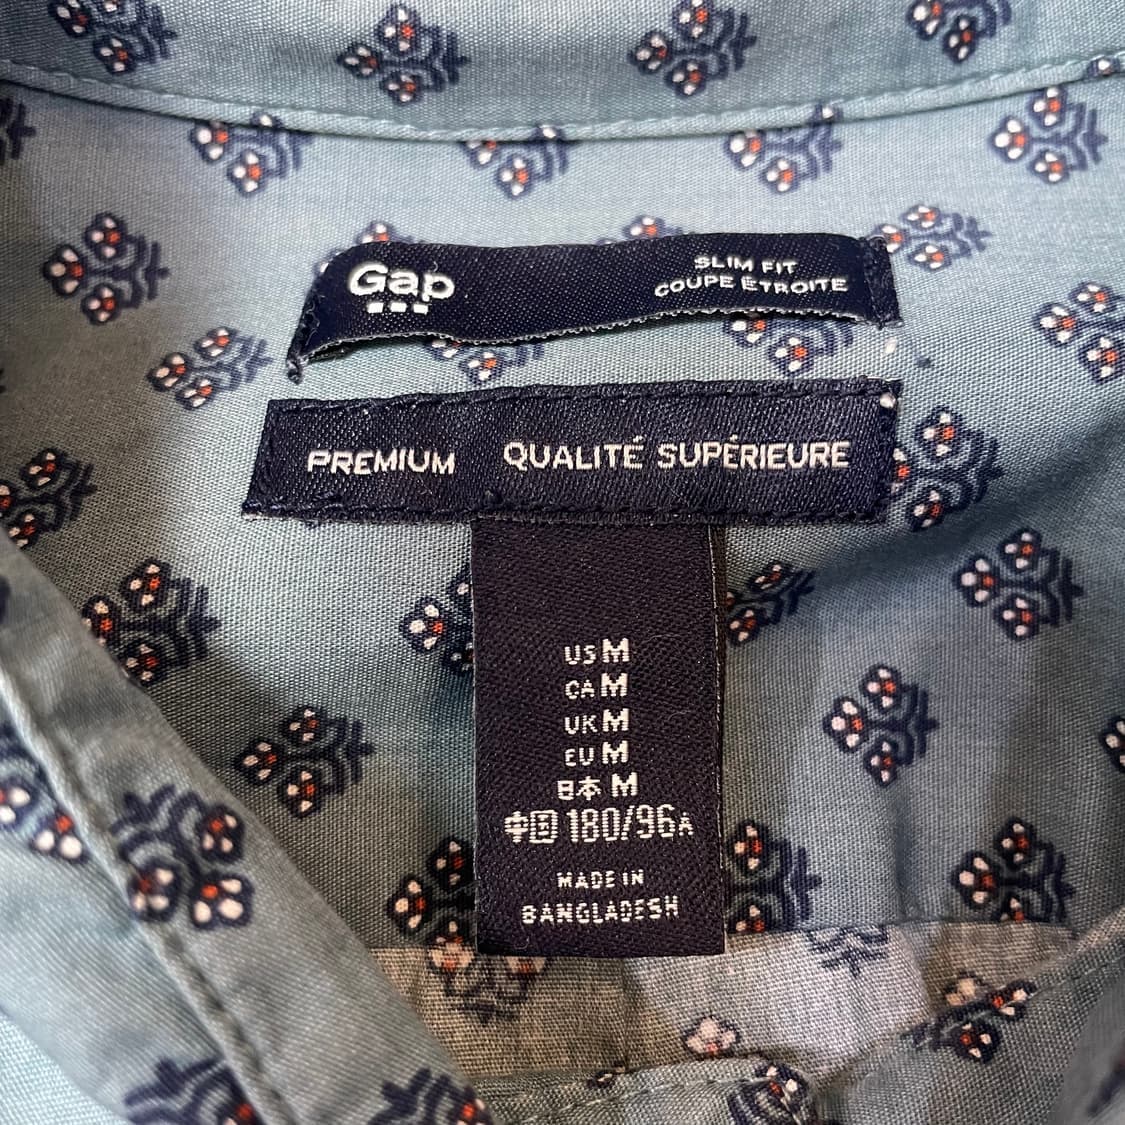 Gap
SLIM FIT
COUPE ÉTROITE
PREMIUM QUALITÉ SUPÉRIEURE
US M
CA M
UK M
EU M
日本 M
中国 180/96A
MADE IN
BANGLADESH